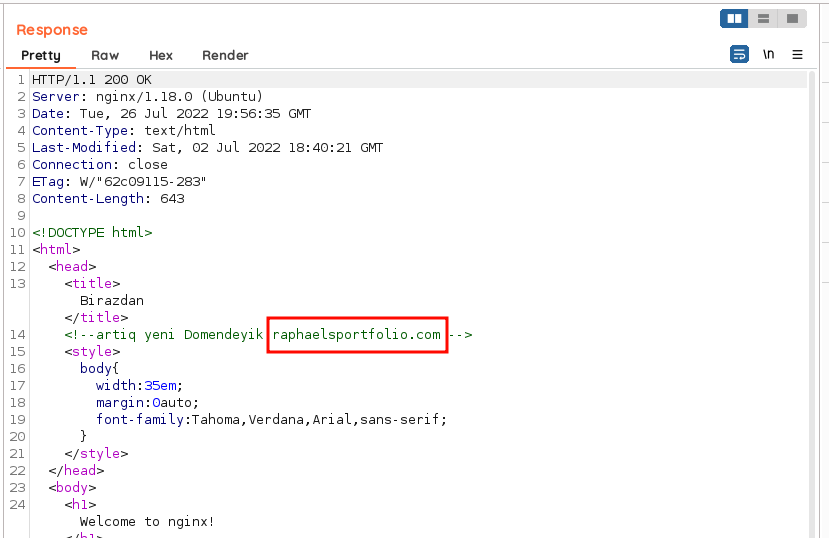 Response
Pretty Raw Hex Render \n
1 HTTP/1.1 200 OK
2 Server: nginx/1.18.0 (Ubuntu)
3 Date: Tue, 26 Jul 2022 19:56:35 GMT
4 Content-Type: text/html
5 Last-Modified: Sat, 02 Jul 2022 18:40:21 GMT
6 Connection: close
7 ETag: W/"62c09115-283"
8 Content-Length: 643
9
10 <!DOCTYPE html>
11 <html>
12 <head>
13 <title>
Birazdan
</title>
14 <!--artiq yeni Domendeyik raphaelsportfolio.com -->
15 <style>
16 body{
17 width:35em;
18 margin:0auto;
19 font-family:Tahoma,Verdana,Arial,sans-serif;
20 }
21 </style>
22 </head>
23 <body>
24 <h1>
Welcome to nginx!
</h1>